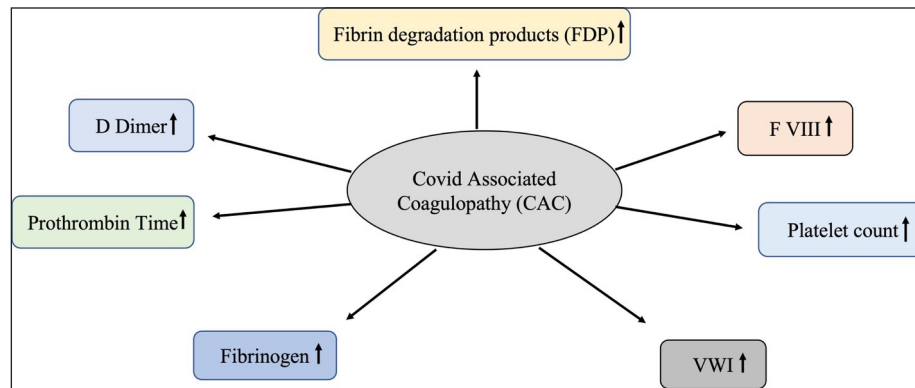 Fibrin degradation products (FDP)↑
D Dimer↑
F VIII↑
Covid Associated
Coagulopathy (CAC)
Prothrombin Time↑
Platelet count↑
Fibrinogen↑
VWI↑